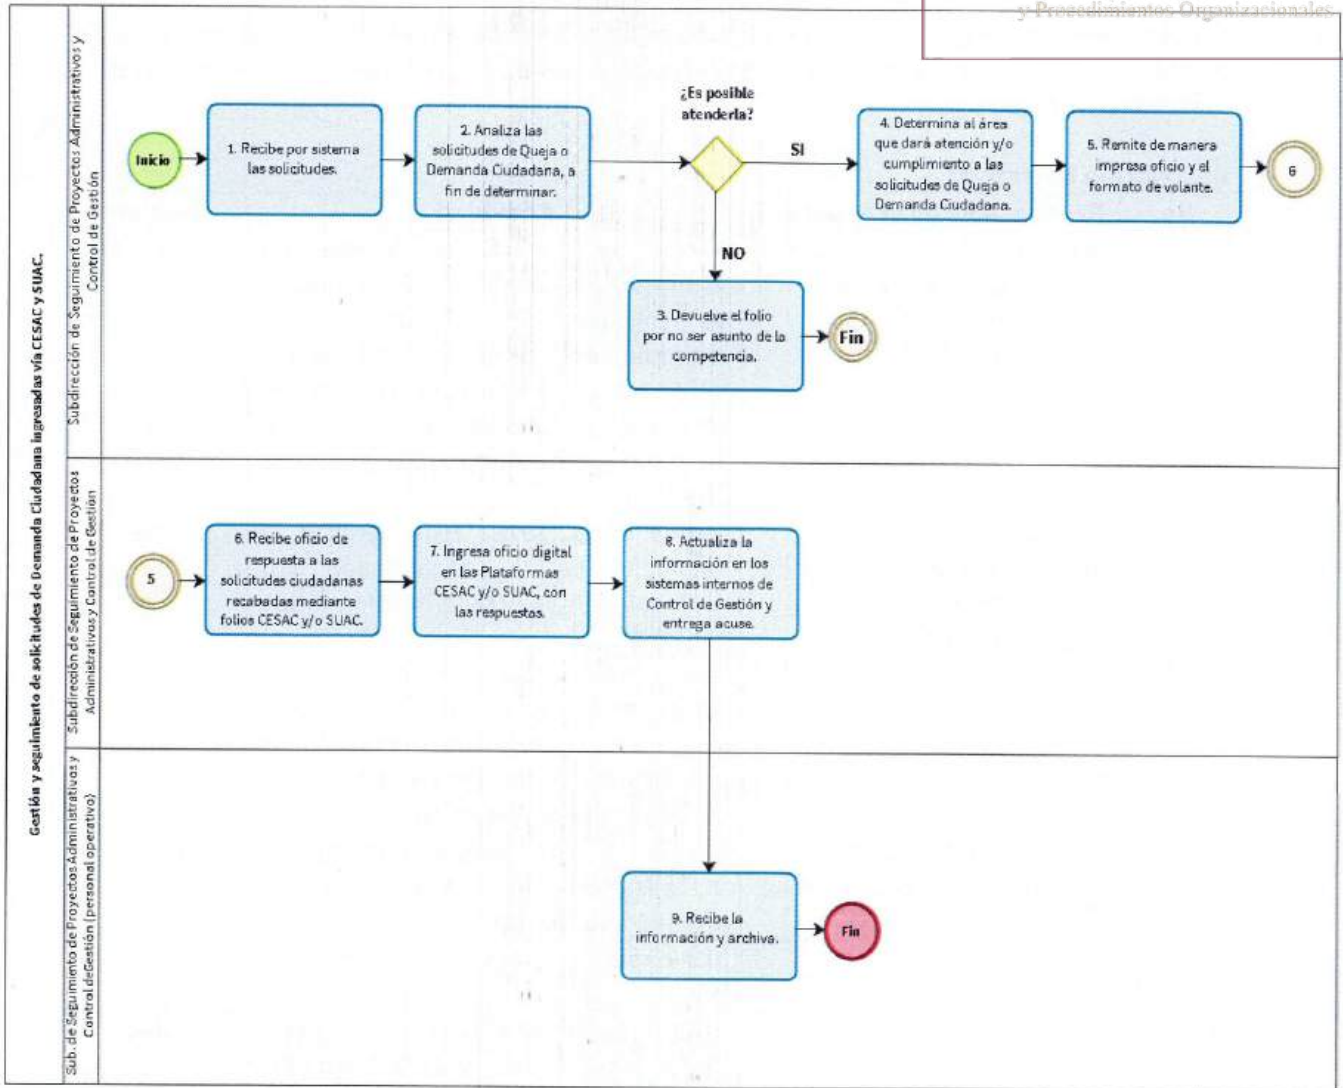 y Procedimientos Organizacionales
Gestión y seguimiento de solicitudes de Demanda Ciudadana ingresadas vía CESAC y SUAC.
Subdirección de Seguimiento de Proyectos Administrativos y
Control de Gestión
Inicio
1. Recibe por sistema
las solicitudes.
2. Analiza las
solicitudes de Queja o
Demanda Ciudadana, a
fin de determinar.
¿Es posible
atenderla?
SI
NO
3. Devuelve el folio
por no ser asunto de la
competencia.
Fin
4. Determina al área
que dará atención y/o
cumplimiento a las
solicitudes de Queja o
Demanda Ciudadana.
5. Remite de manera
impresa oficio y el
formato de volante.
6
Subdirección de Seguimiento de Proyectos
Administrativos y Control de Gestión
5
6. Recibe oficio de
respuesta a las
solicitudes ciudadanas
recabadas mediante
folios CESAC y/o SUAC.
7. Ingresa oficio digital
en las Plataformas
CESAC y/o SUAC, con
las respuestas.
8. Actualiza la
información en los
sistemas internos de
Control de Gestión y
entrega acuse.
Sub. de Seguimiento de Proyectos Administrativos y
Control deGestión (personal operativo)
9. Recibe la
información y archiva.
Fin